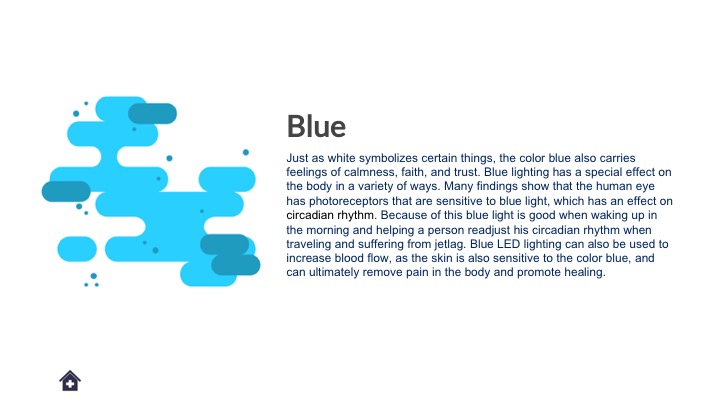 Blue
Just as white symbolizes certain things, the color blue also carries
feelings of calmness, faith, and trust. Blue lighting has a special effect on
the body in a variety of ways. Many findings show that the human eye
has photoreceptors that are sensitive to blue light, which has an effect on
circadian rhythm. Because of this blue light is good when waking up in
the morning and helping a person readjust his circadian rhythm when
traveling and suffering from jetlag. Blue LED lighting can also be used to
increase blood flow, as the skin is also sensitive to the color blue, and
can ultimately remove pain in the body and promote healing.